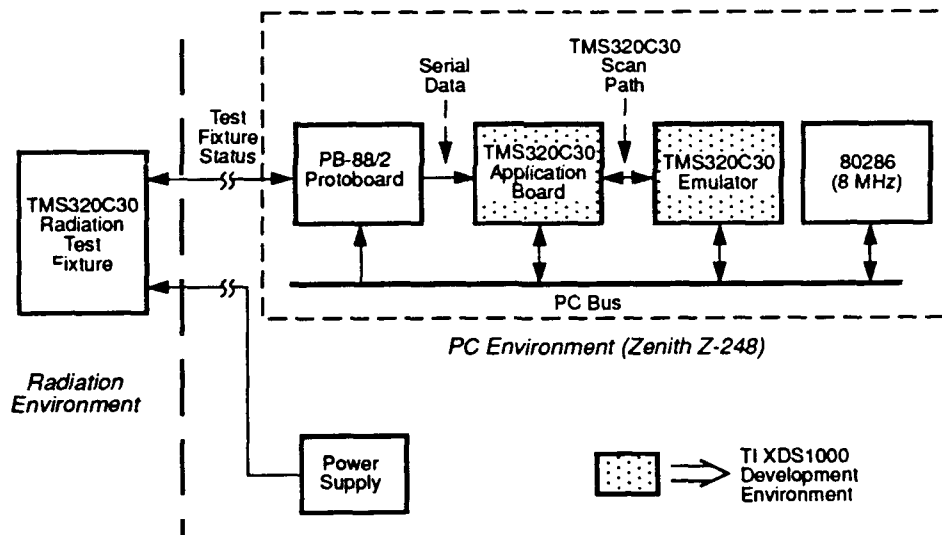 Serial
Data
TMS320C30
Scan
Path
Test
Fixture
Status
PB-88/2
Protoboard
TMS320C30
Application
Board
TMS320C30
Emulator
80286
(8 MHz)
TMS320C30
Radiation
Test
Fixture
PC Bus
PC Environment (Zenith Z-248)
Radiation
Environment
Power
Supply
TI XDS1000
Development
Environment